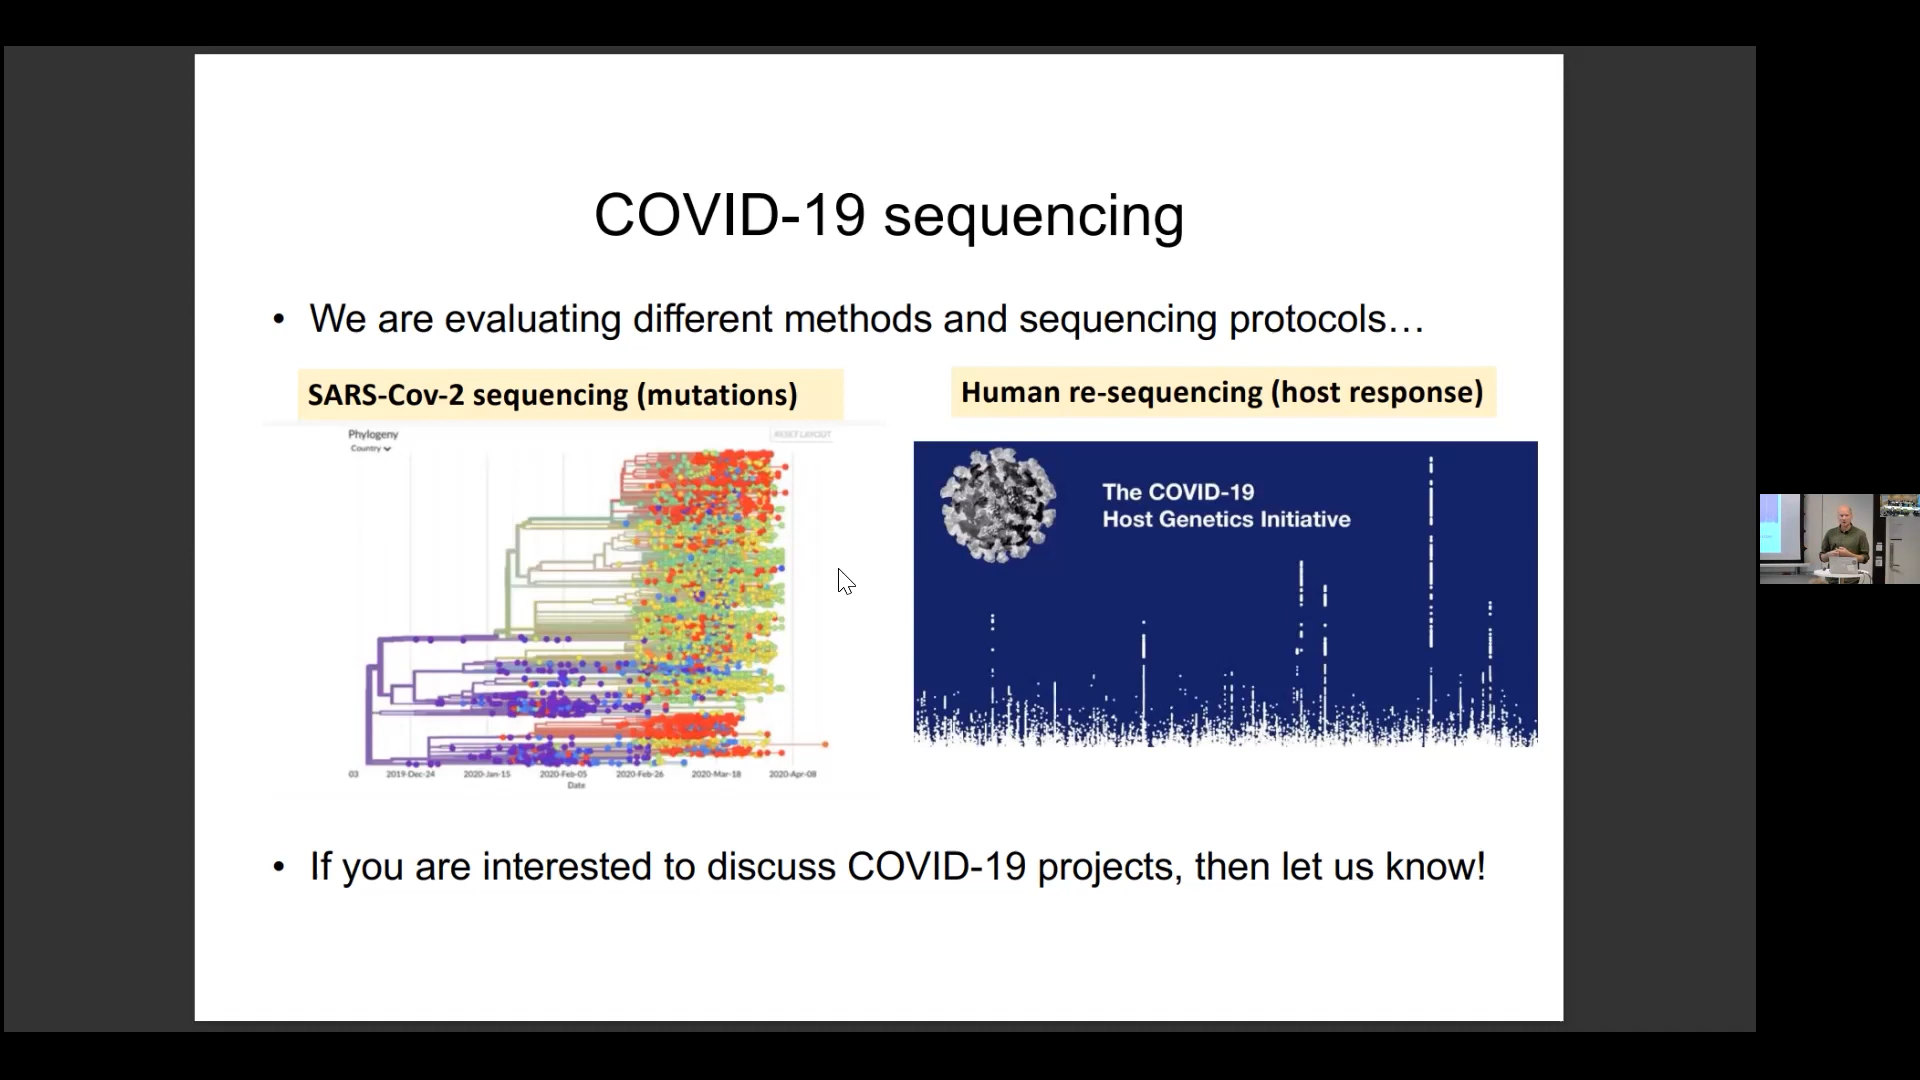 COVID-19 sequencing
• We are evaluating different methods and sequencing protocols…
SARS-Cov-2 sequencing (mutations)
Human re-sequencing (host response)
Phylogeny
RESET LAYOUT
Country
The COVID-19
Host Genetics Initiative
03 2019-Dec-24 2020-Jan-15 2020-Feb-05 2020-Feb-26 2020-Mar-18 2020-Apr-08
Date
• If you are interested to discuss COVID-19 projects, then let us know!